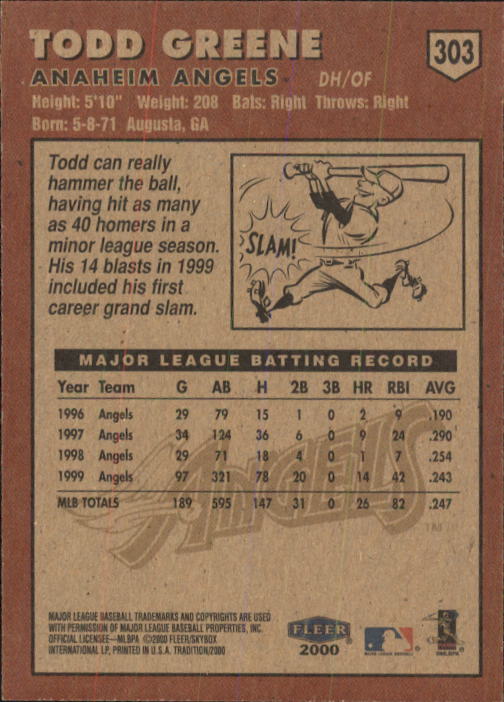 TODD GREENE
303
ANAHEIM ANGELS DH/OF
Height: 5'10" Weight: 208 Bats: Right Throws: Right
Born: 5-8-71 Augusta, GA
Todd can really
hammer the ball,
having hit as many
as 40 homers in a
minor league season.
His 14 blasts in 1999
included his first
career grand slam.
SLAM!
MAJOR LEAGUE BATTING RECORD
Year Team G AB H 2B 3B HR RBI AVG
1996 Angels 29 79 15 1 0 2 9 .190
1997 Angels 34 124 36 6 0 9 24 .290
1998 Angels 29 71 18 4 0 1 7 .254
1999 Angels 97 321 78 20 0 14 42 .243
MLB TOTALS 189 595 147 31 0 26 82 .247
ANGELS
TM
MAJOR LEAGUE BASEBALL TRADEMARKS AND COPYRIGHTS ARE USED
WITH PERMISSION OF MAJOR LEAGUE BASEBALL PROPERTIES, INC.
OFFICIAL LICENSEE—MLBPA ©2000 FLEER/SKYBOX
INTERNATIONAL LP, PRINTED IN U.S.A. TRADITION/2000
FLEER
2000
MAJOR LEAGUE BASEBALL